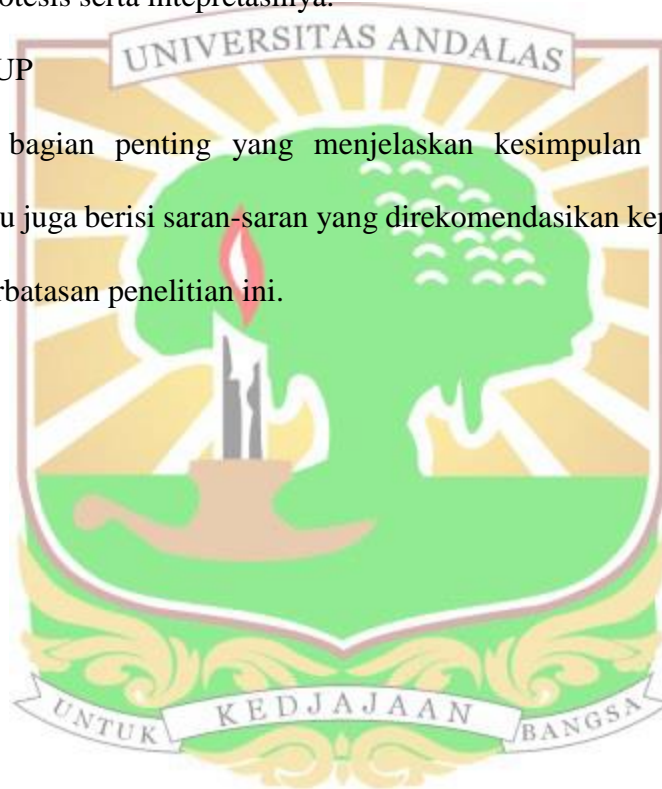 otesis serta intepretasinya.
UNIVERSITAS ANDALAS
UP
bagian penting yang menjelaskan kesimpulan
u juga berisi saran-saran yang direkomendasikan kep
rbatasan penelitian ini.
UNTUK KEDJAJAAN BANGSA